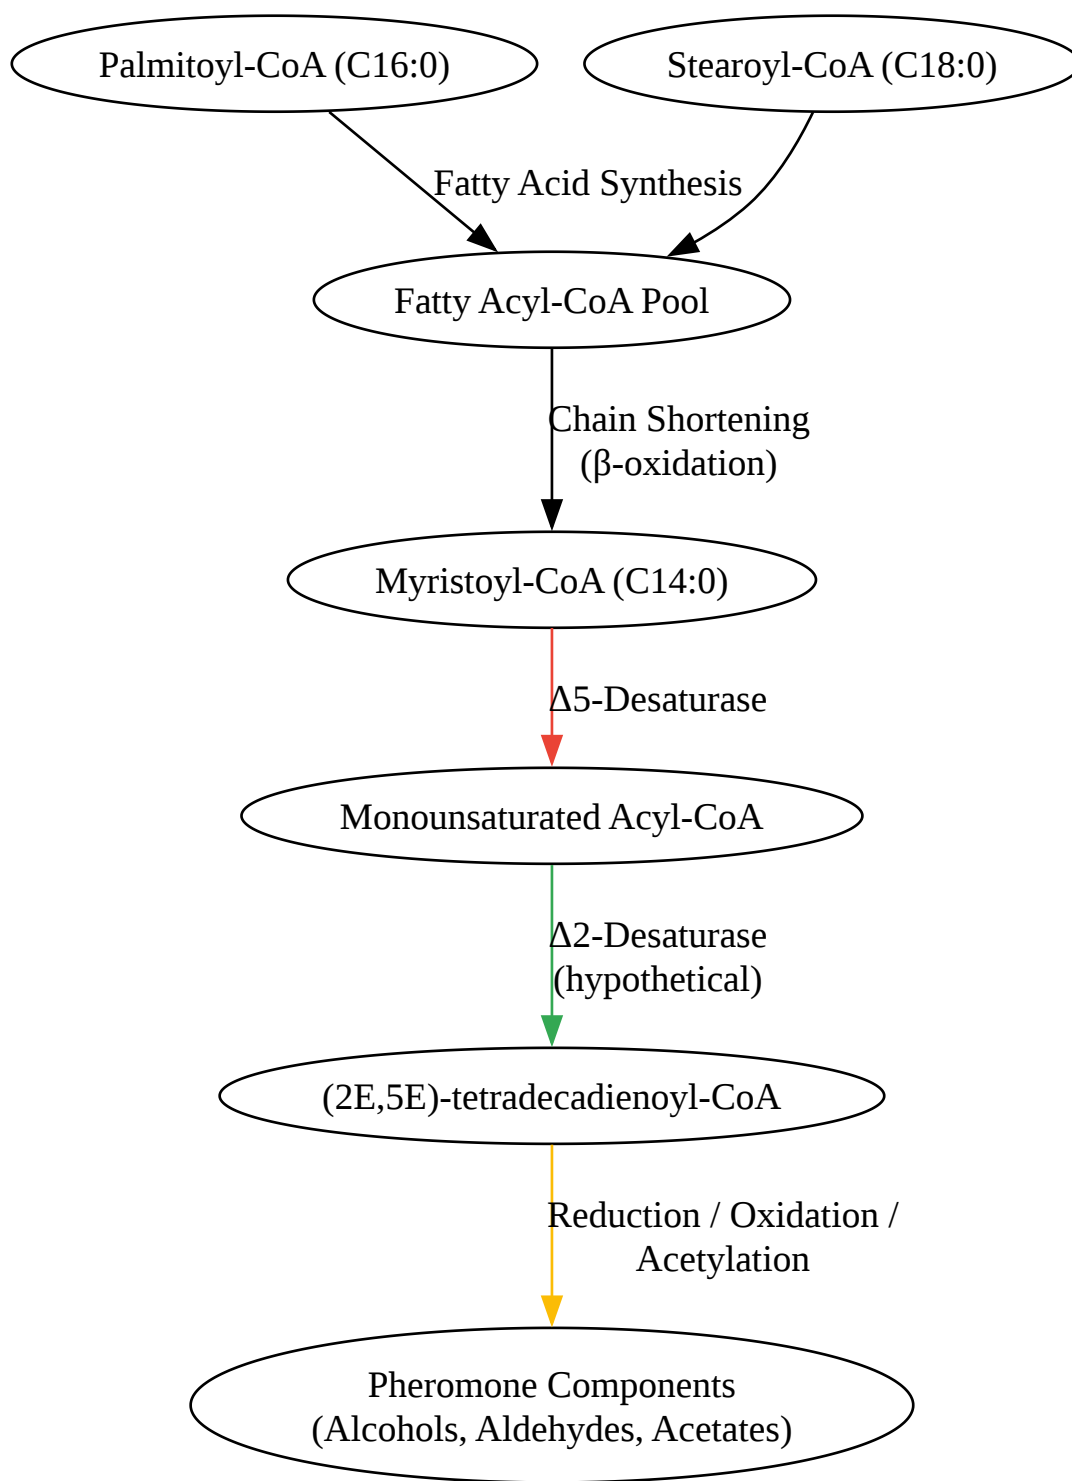 Palmitoyl-CoA (C16:0)
Stearoyl-CoA (C18:0)
Fatty Acid Synthesis
Fatty Acyl-CoA Pool
Chain Shortening
(β-oxidation)
Myristoyl-CoA (C14:0)
Δ5-Desaturase
Monounsaturated Acyl-CoA
Δ2-Desaturase
(hypothetical)
(2E,5E)-tetradecadienoyl-CoA
Reduction / Oxidation /
Acetylation
Pheromone Components
(Alcohols, Aldehydes, Acetates)